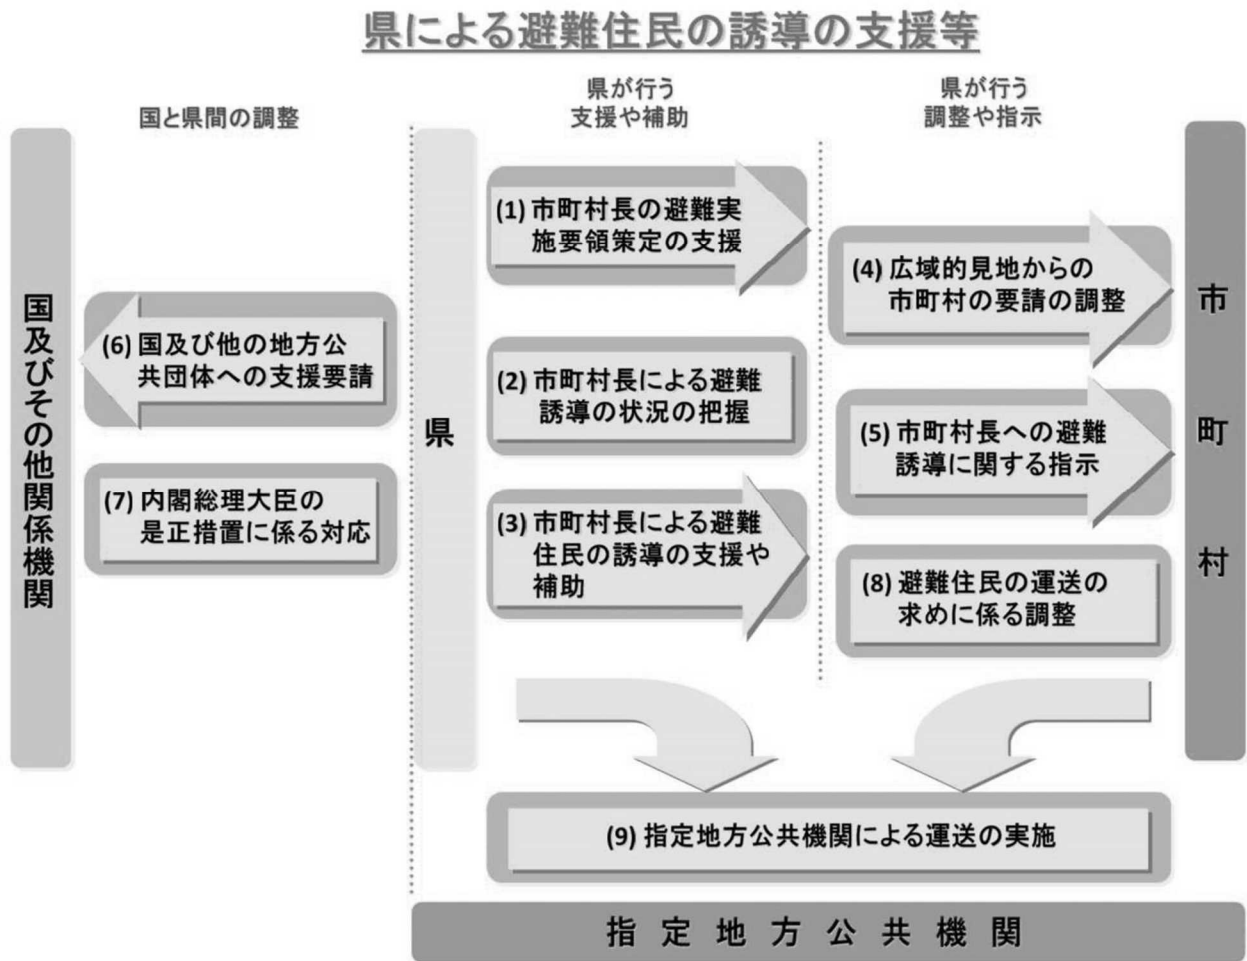 県による避難住民の誘導の支援等
国と県間の調整
県が行う
支援や補助
県が行う
調整や指示
国及びその他関係機関
県
市町村
(1) 市町村長の避難実
施要領策定の支援
(2) 市町村長による避難
誘導の状況の把握
(3) 市町村長による避難
住民の誘導の支援や
補助
(4) 広域的見地からの
市町村の要請の調整
(5) 市町村長への避難
誘導に関する指示
(6) 国及び他の地方公
共団体への支援要請
(7) 内閣総理大臣の
是正措置に係る対応
(8) 避難住民の運送の
求めに係る調整
(9) 指定地方公共機関による運送の実施
指定地方公共機関